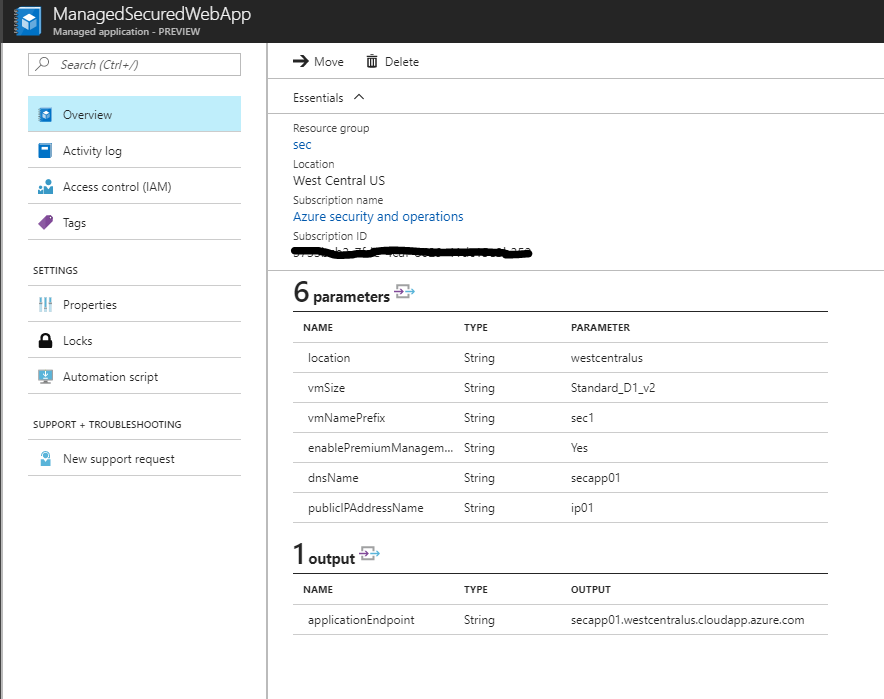 ManagedSecuredWebApp
Managed application - PREVIEW
Search (Ctrl+/)
Overview
Activity log
Access control (IAM)
Tags
SETTINGS
Properties
Locks
Automation script
SUPPORT + TROUBLESHOOTING
New support request
Move Delete
Essentials
Resource group
sec
Location
West Central US
Subscription name
Azure security and operations
Subscription ID
6 parameters
NAME TYPE PARAMETER
location String westcentralus
vmSize String Standard_D1_v2
vmNamePrefix String sec1
enablePremiumManagem... String Yes
dnsName String secapp01
publicIPAddressName String ip01
1 output
NAME TYPE OUTPUT
applicationEndpoint String secapp01.westcentralus.cloudapp.azure.com